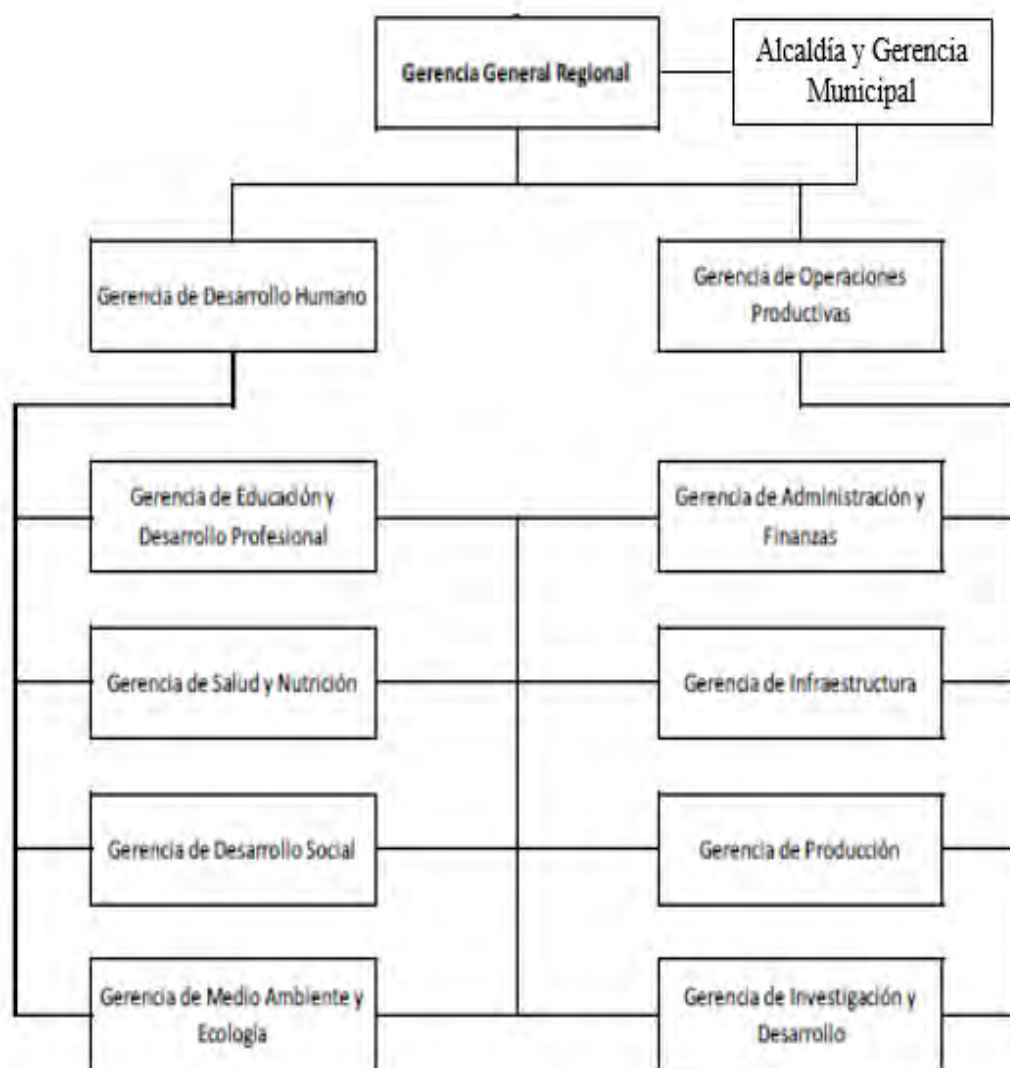 Gerencia General Regional
Alcaldía y Gerencia
Municipal
Gerencia de Desarrollo Humano
Gerencia de Operaciones
Productivas
Gerencia de Educación y
Desarrollo Profesional
Gerencia de Administración y
Finanzas
Gerencia de Salud y Nutrición
Gerencia de Infraestructura
Gerencia de Desarrollo Social
Gerencia de Producción
Gerencia de Medio Ambiente y
Ecología
Gerencia de Investigación y
Desarrollo